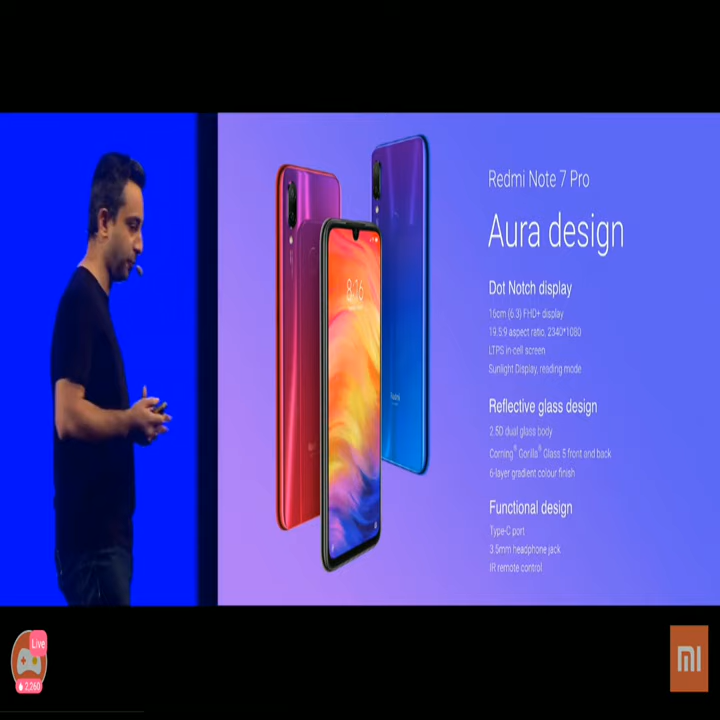 Redmi Note 7 Pro
Aura design
Dot Notch display
16cm (6.3) FHD+ display
19.5:9 aspect ratio, 2340*1080
LTPS in-cell screen
Sunlight Display, reading mode
Reflective glass design
2.5D dual glass body
Corning® Gorilla® Glass 5 front and back
6-layer gradient colour finish
Functional design
Type-C port
3.5mm headphone jack
IR remote control
8:16
Redmi
Live
2,260
MI